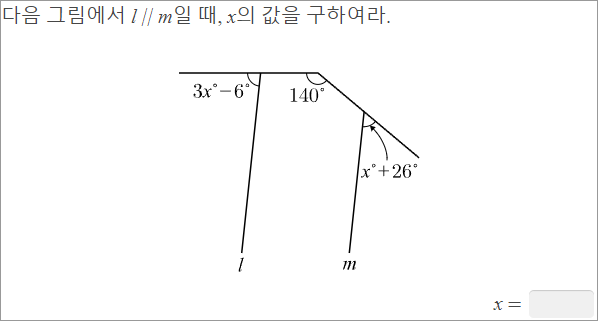 다음 그림에서 l // m일 때, x의 값을 구하여라.
3x°−6°
140°
x°+26°
l
m
x =